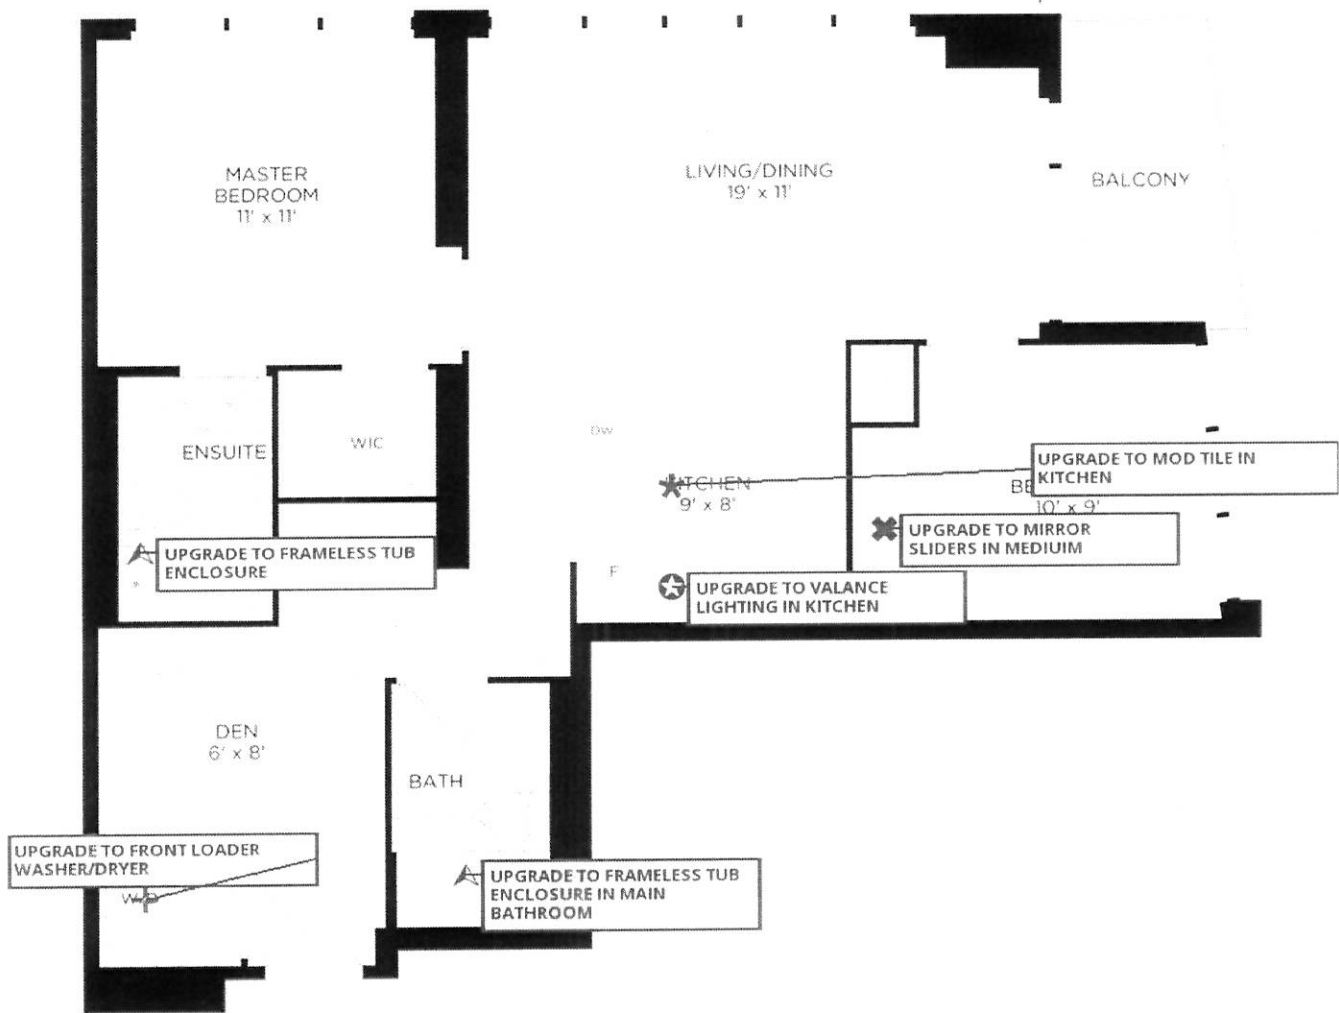 MASTER
BEDROOM
11' x 11'
LIVING/DINING
19' x 11'
BALCONY
ENSUITE
WIC
DW
KITCHEN
9' x 8'
UPGRADE TO MOD TILE IN
KITCHEN
10' x 9'
UPGRADE TO MIRROR
SLIDERS IN MEDIUIM
UPGRADE TO FRAMELESS TUB
ENCLOSURE
F
UPGRADE TO VALANCE
LIGHTING IN KITCHEN
DEN
6' x 8'
BATH
UPGRADE TO FRONT LOADER
WASHER/DRYER
UPGRADE TO FRAMELESS TUB
ENCLOSURE IN MAIN
BATHROOM